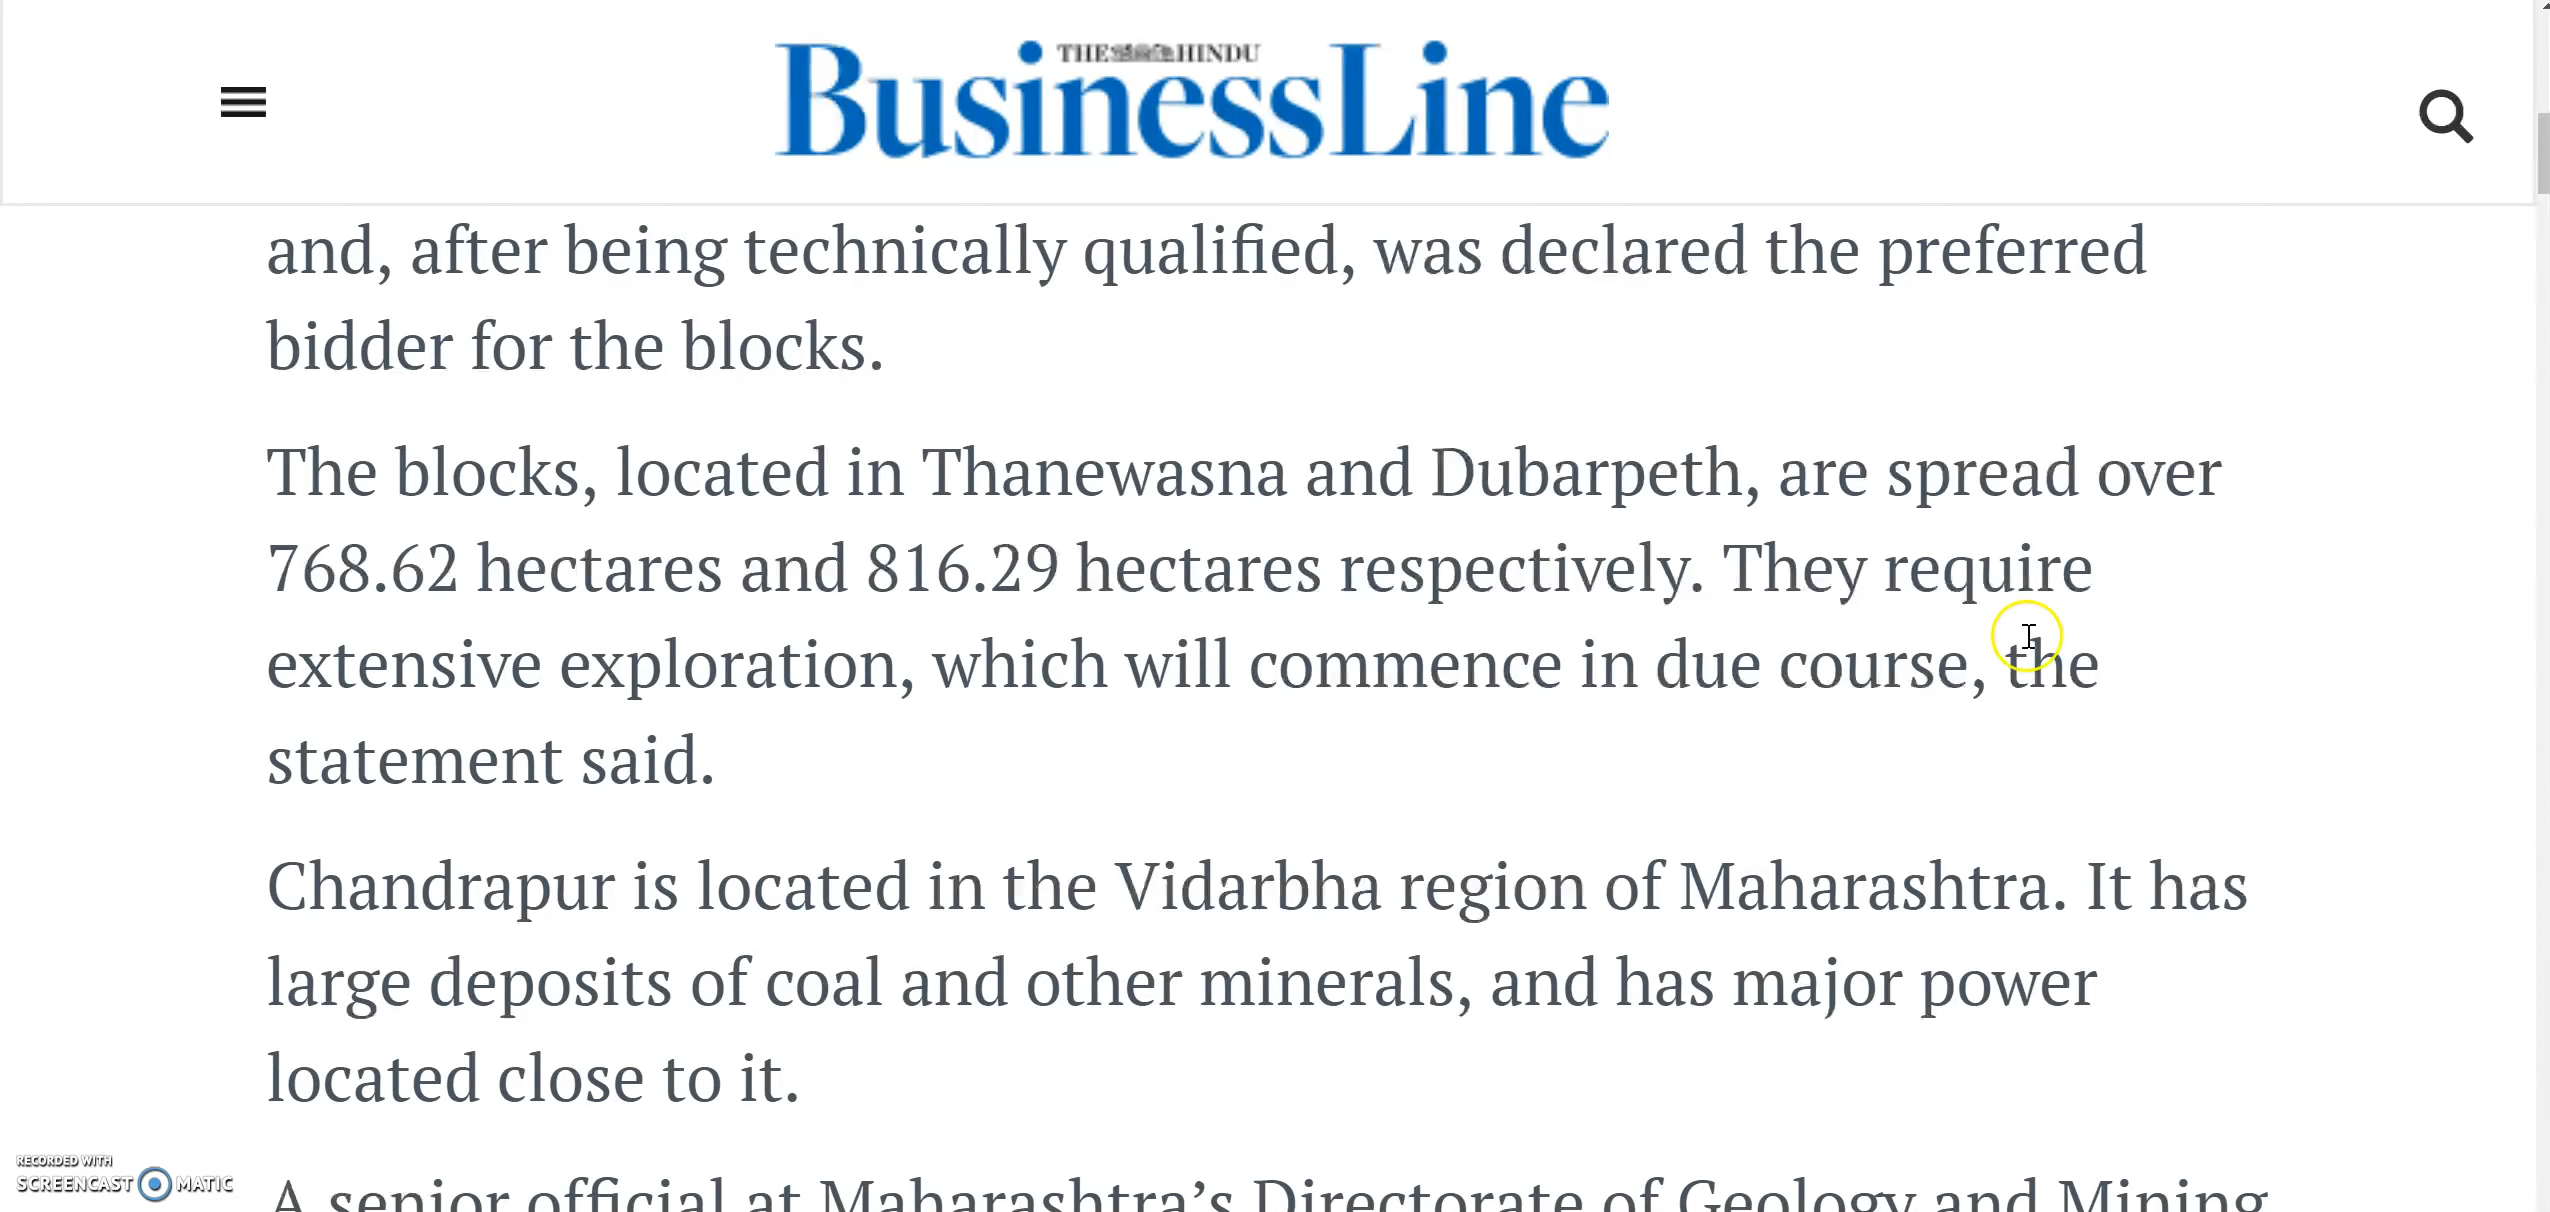 THE HINDU
BusinessLine
and, after being technically qualified, was declared the preferred
bidder for the blocks.
The blocks, located in Thanewasna and Dubarpeth, are spread over
768.62 hectares and 816.29 hectares respectively. They require
extensive exploration, which will commence in due course, the
statement said.
Chandrapur is located in the Vidarbha region of Maharashtra. It has
large deposits of coal and other minerals, and has major power
located close to it.
RECORDED WITH
SCREENCAST MATIC
A senior official at Maharashtra’s Directorate of Geology and Mining